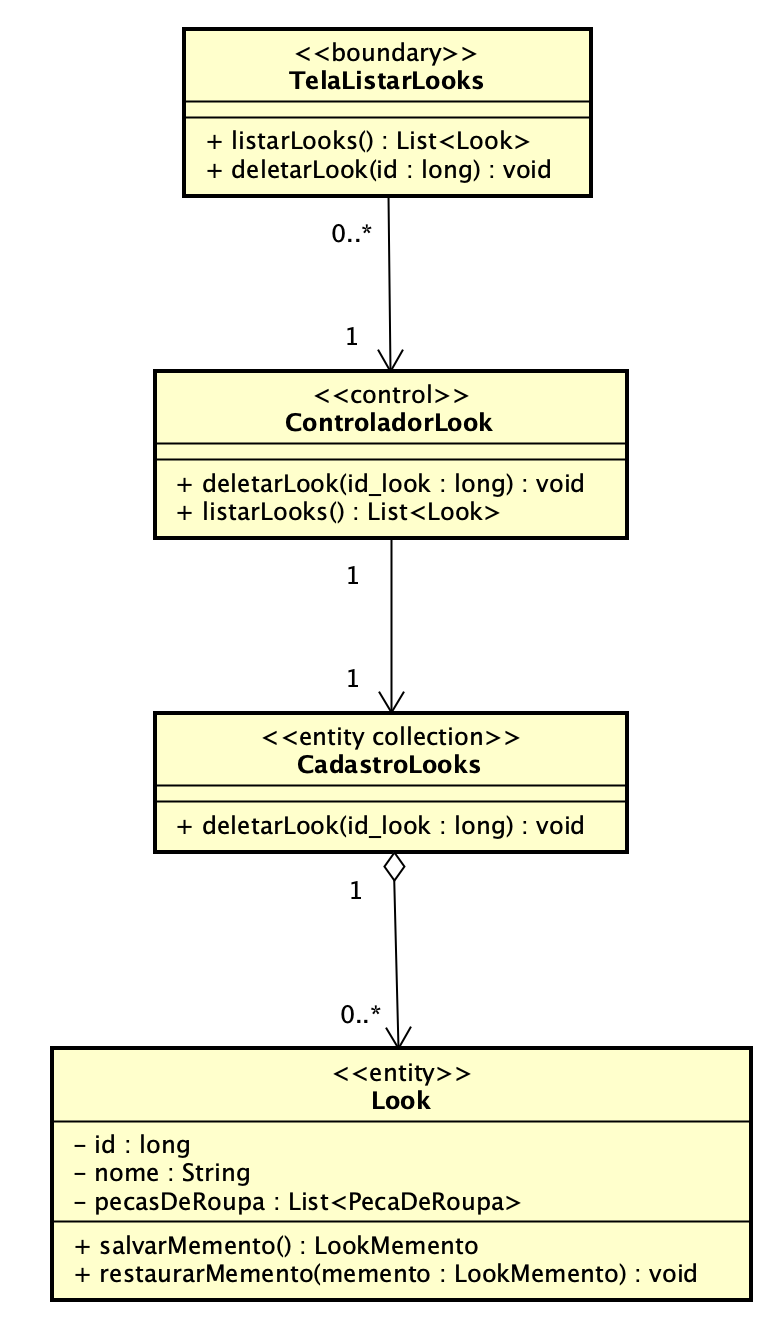 <<boundary>>
TelaListarLooks
+ listarLooks() : List<Look>
+ deletarLook(id : long) : void
0..*
1
<<control>>
ControladorLook
+ deletarLook(id_look : long) : void
+ listarLooks() : List<Look>
1
1
<<entity collection>>
CadastroLooks
+ deletarLook(id_look : long) : void
1
0..*
<<entity>>
Look
- id : long
- nome : String
- pecasDeRoupa : List<PecaDeRoupa>
+ salvarMemento() : LookMemento
+ restaurarMemento(memento : LookMemento) : void